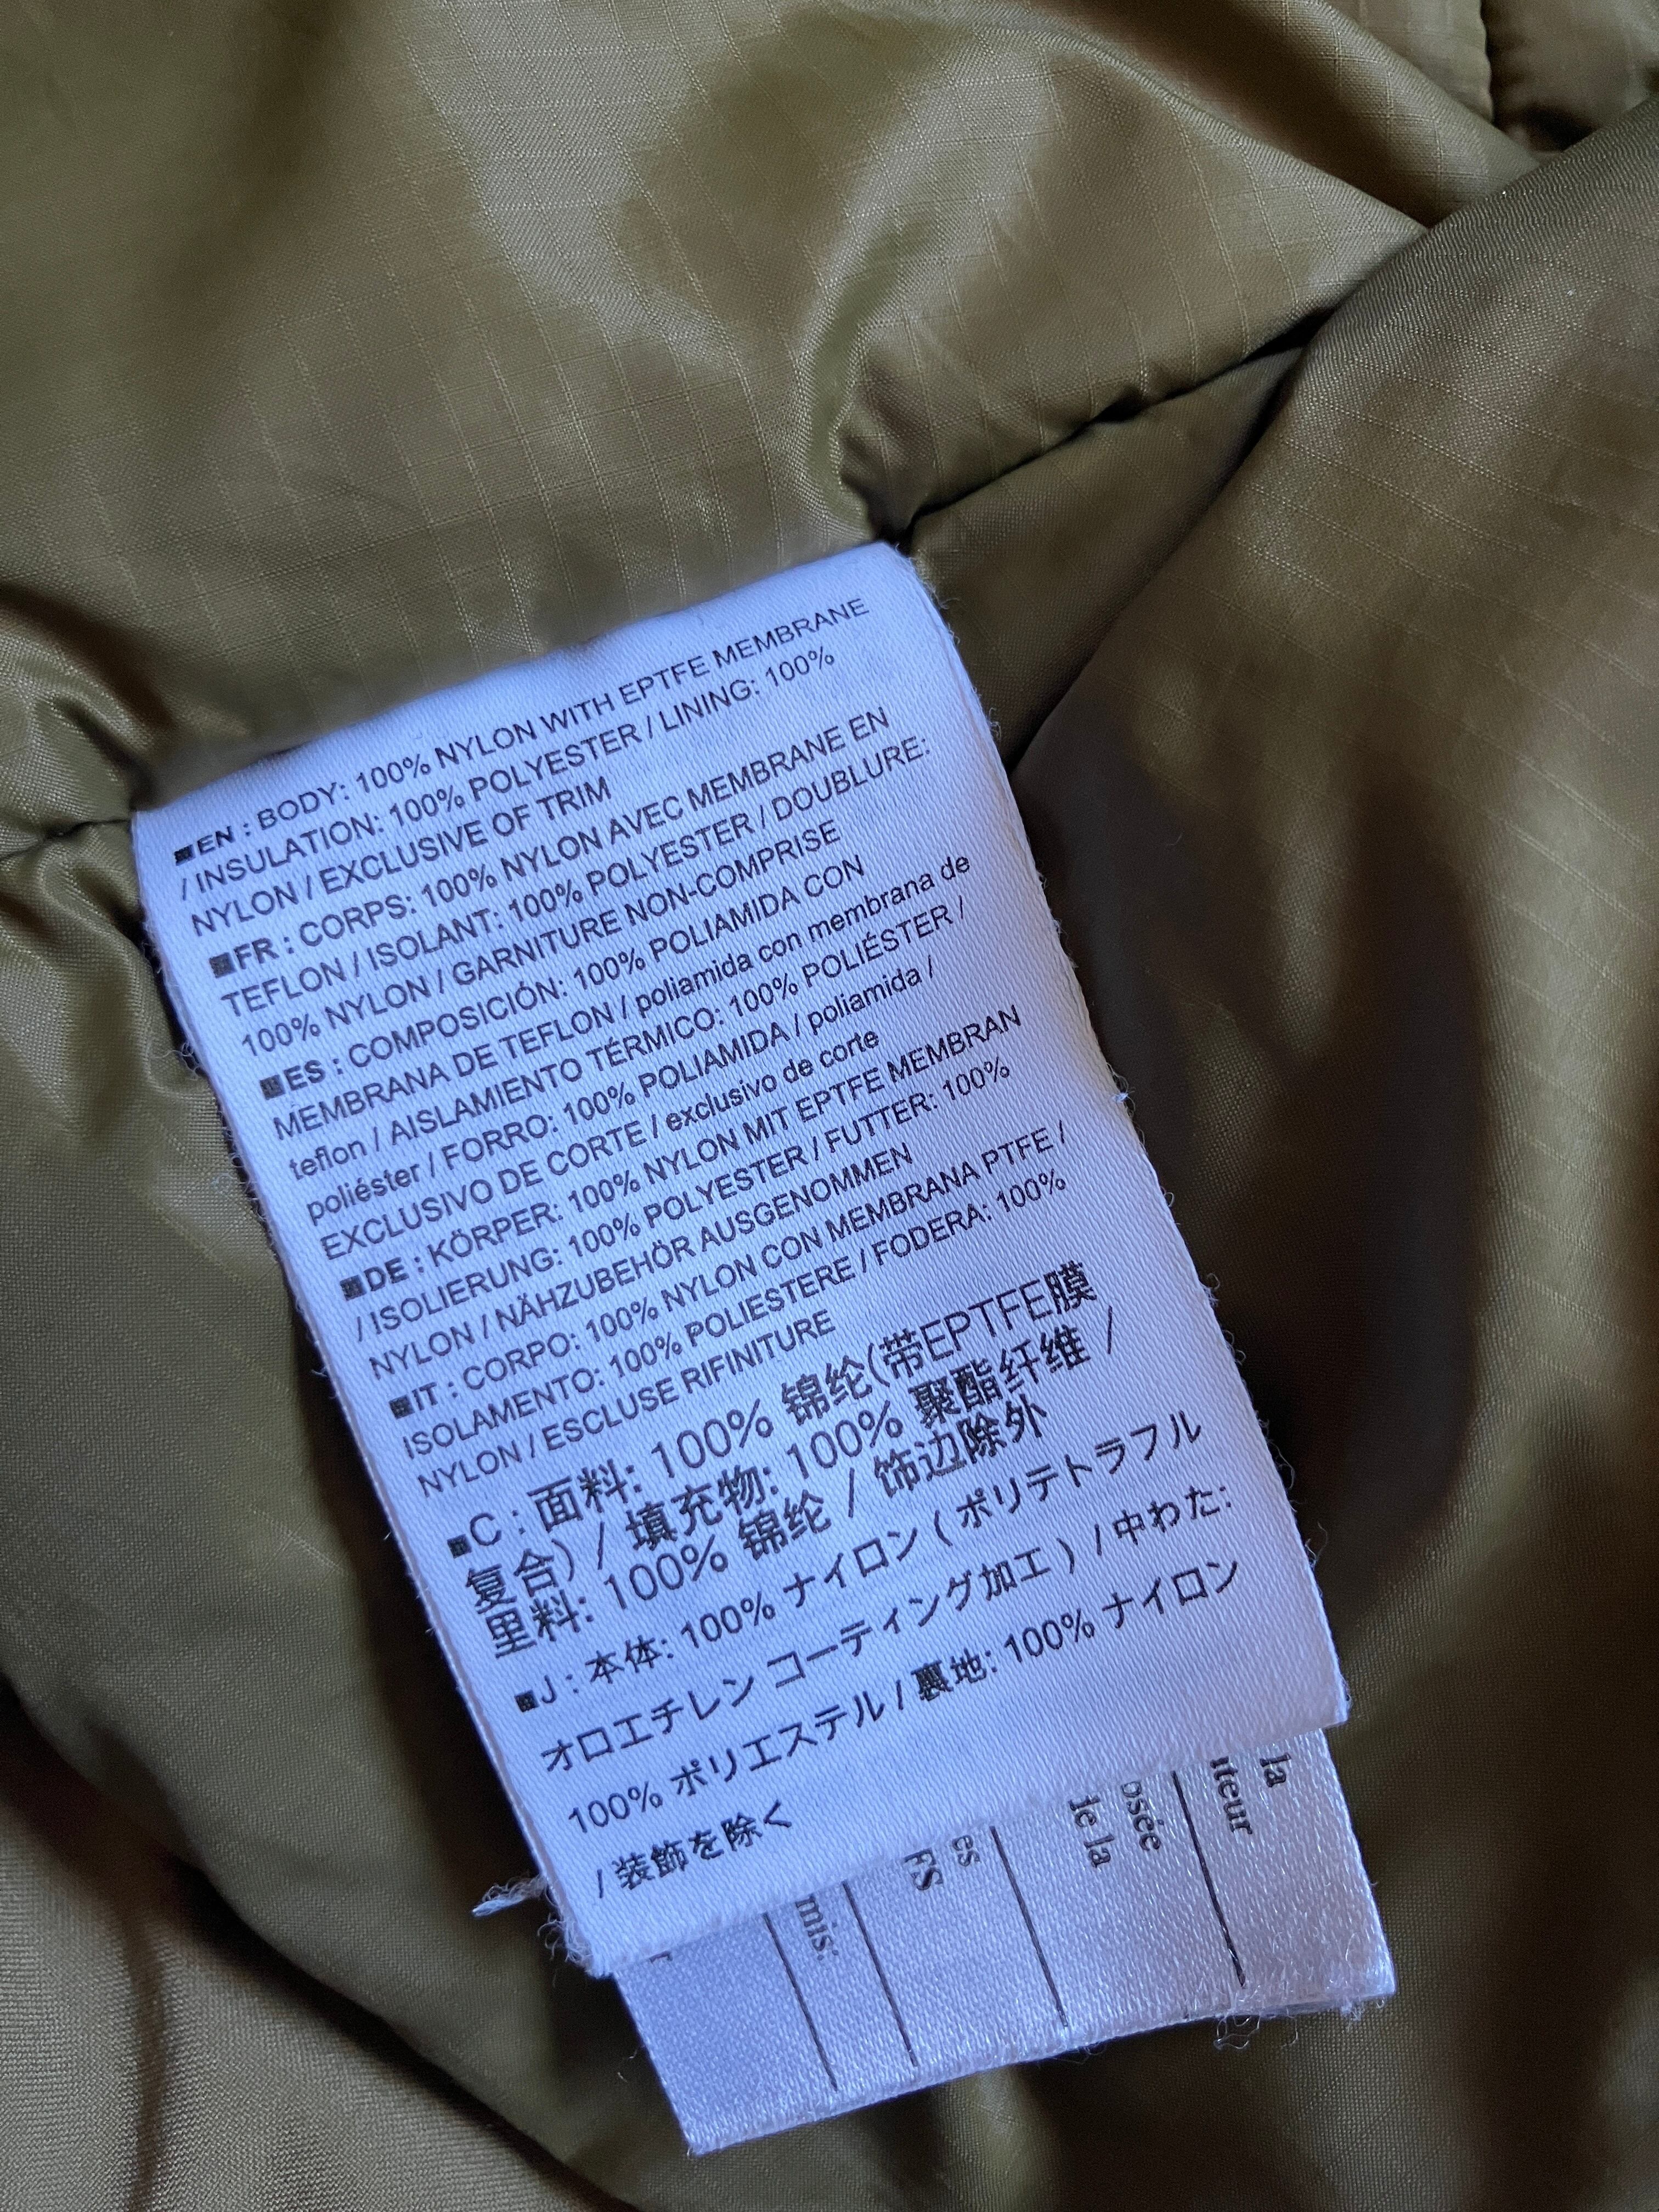 ■EN : BODY: 100% NYLON WITH EPTFE MEMBRANE
/ INSULATION: 100% POLYESTER / LINING: 100%
NYLON / EXCLUSIVE OF TRIM
■FR : CORPS: 100% NYLON AVEC MEMBRANE EN
TEFLON / ISOLANT: 100% POLYESTER / DOUBLURE:
100% NYLON / GARNITURE NON-COMPRISE
■ES : COMPOSICIÓN: 100% POLIAMIDA CON
MEMBRANA DE TEFLON / poliamida con membrana de
teflon / AISLAMIENTO TÉRMICO: 100% POLIÉSTER /
poliéster / FORRO: 100% POLIAMIDA / poliamida /
EXCLUSIVO DE CORTE / exclusivo de corte
■DE : KÖRPER: 100% NYLON MIT EPTFE MEMBRAN
/ ISOLIERUNG: 100% POLYESTER / FUTTER: 100%
NYLON / NÄHZUBEHÖR AUSGENOMMEN
■IT : CORPO: 100% NYLON CON MEMBRANA PTFE /
ISOLAMENTO: 100% POLIESTERE / FODERA: 100%
NYLON / ESCLUSE RIFINITURE
■C : 面料: 100% 锦纶(带EPTFE膜
复合) / 填充物: 100% 聚酯纤维 /
里料: 100% 锦纶 / 饰边除外
■J : 本体: 100% ナイロン ( ポリテトラフル
オロエチレン コーティング加工 ) / 中わた:
100% ポリエステル / 裏地: 100% ナイロン
/ 装飾を除く
la
osée
de la
mis: